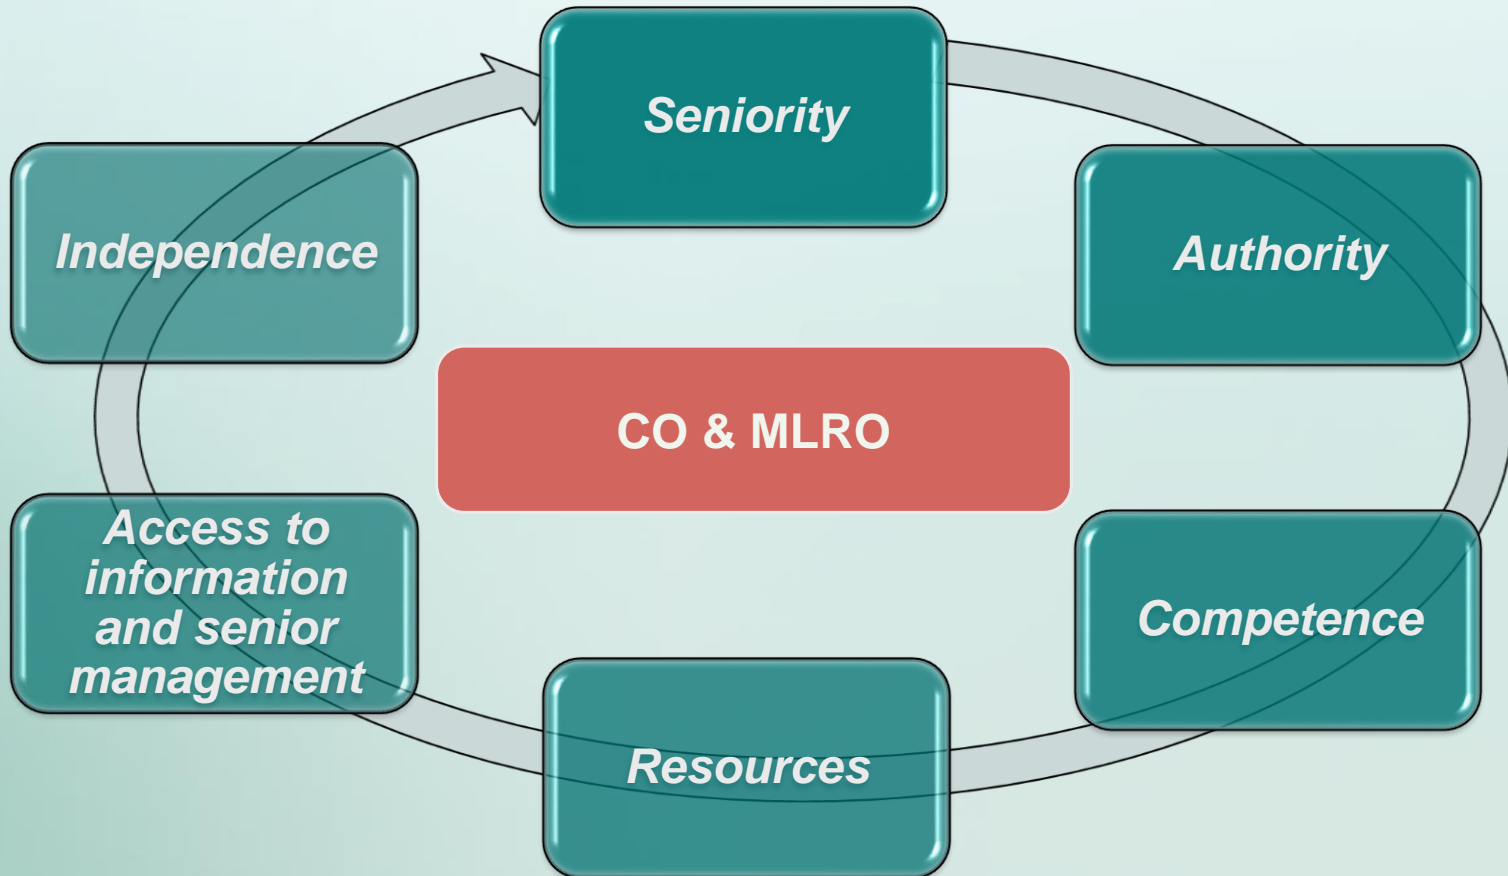 Seniority
Authority
Competence
Resources
Access to
information
and senior
management
Independence
CO & MLRO